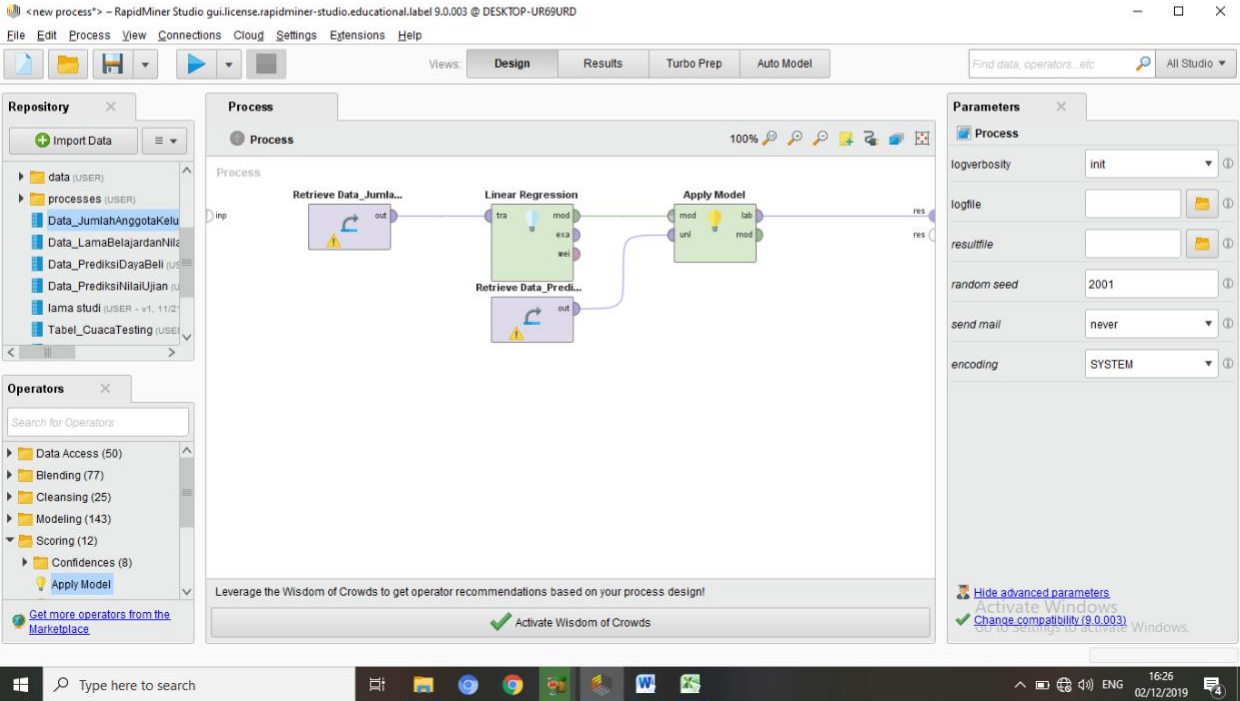 <new process*> – RapidMiner Studio gui.license.rapidminer-studio.educational.label 9.0.003 @ DESKTOP-UR69URD
File Edit Process View Connections Cloud Settings Extensions Help
Views: Design Results Turbo Prep Auto Model
Find data, operators...etc
All Studio
Repository
Import Data
data (USER)
processes (USER)
Data_JumlahAnggotaKelu
Data_LamaBelajardanNila
Data_PrediksiDayaBeli (US
Data_PrediksiNilaiUjian (U
lama studi (USER - v1, 11/2
Tabel_CuacaTesting (USE
Operators
Search for Operators
Data Access (50)
Blending (77)
Cleansing (25)
Modeling (143)
Scoring (12)
Confidences (8)
Apply Model
Get more operators from the
Marketplace
Process
Process
100%
Process
inp
Retrieve Data_Jumla...
out
Linear Regression
tra mod
exa
wei
Retrieve Data_Predi...
out
Apply Model
mod lab
unl mod
res
res
Leverage the Wisdom of Crowds to get operator recommendations based on your process design!
Activate Wisdom of Crowds
Parameters
Process
logverbosity init
logfile
resultfile
random seed 2001
send mail never
encoding SYSTEM
Hide advanced parameters
Activate Windows
Change compatibility (9.0.003)
Go to Settings to activate Windows.
Type here to search
ENG
16:26
02/12/2019
4